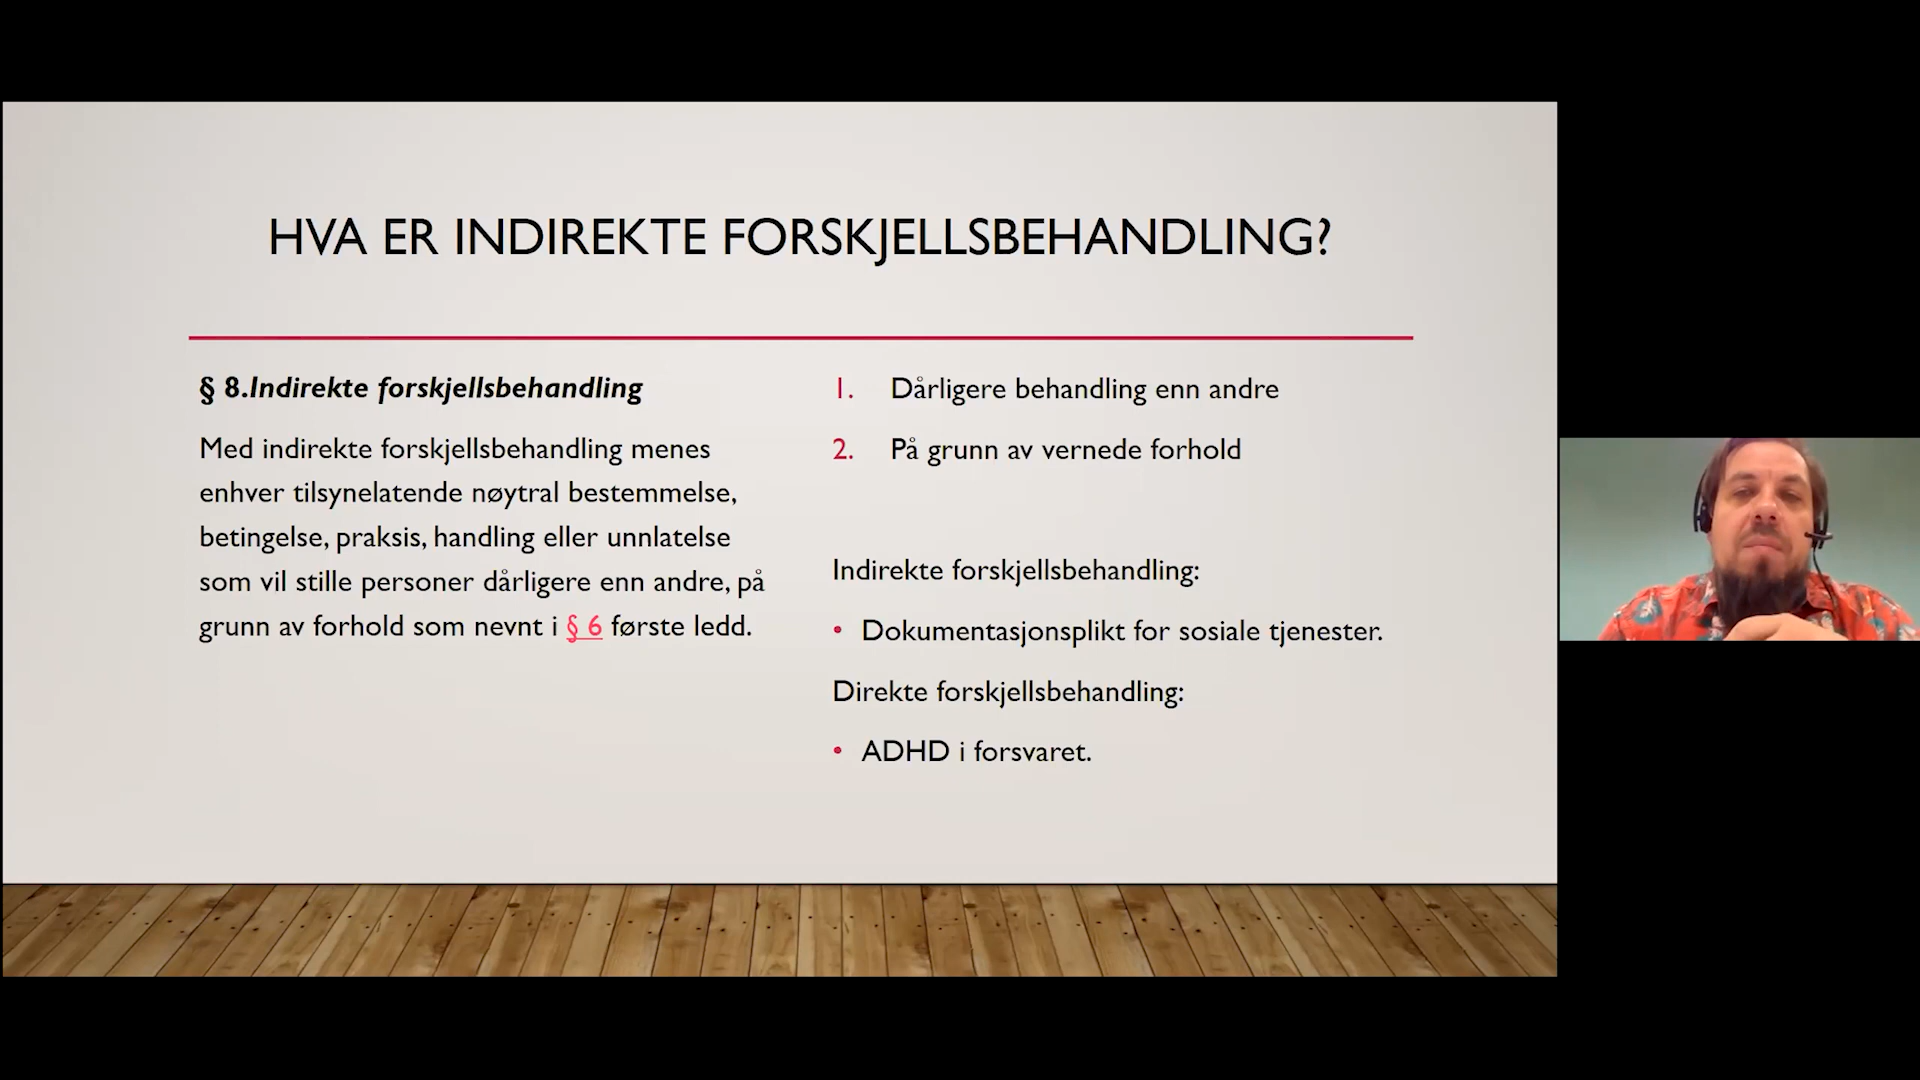 HVA ER INDIREKTE FORSKJELLSBEHANDLING?
§ 8.Indirekte forskjellsbehandling
Med indirekte forskjellsbehandling menes
enhver tilsynelatende nøytral bestemmelse,
betingelse, praksis, handling eller unnlatelse
som vil stille personer dårligere enn andre, på
grunn av forhold som nevnt i § 6 første ledd.
1. Dårligere behandling enn andre
2. På grunn av vernede forhold
Indirekte forskjellsbehandling:
• Dokumentasjonsplikt for sosiale tjenester.
Direkte forskjellsbehandling:
• ADHD i forsvaret.